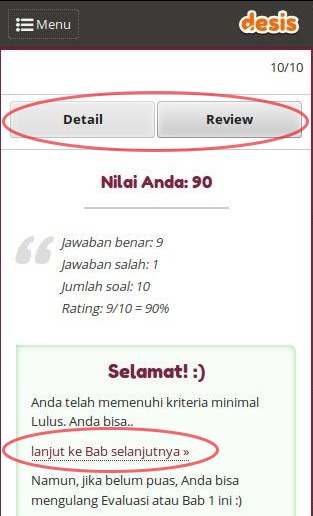 Menu
desis
10/10
Detail
Review
Nilai Anda: 90
Jawaban benar: 9
Jawaban salah: 1
Jumlah soal: 10
Rating: 9/10 = 90%
Selamat! :)
Anda telah memenuhi kriteria minimal
Lulus. Anda bisa..
lanjut ke Bab selanjutnya »
Namun, jika belum puas, Anda bisa
mengulang Evaluasi atau Bab 1 ini :)